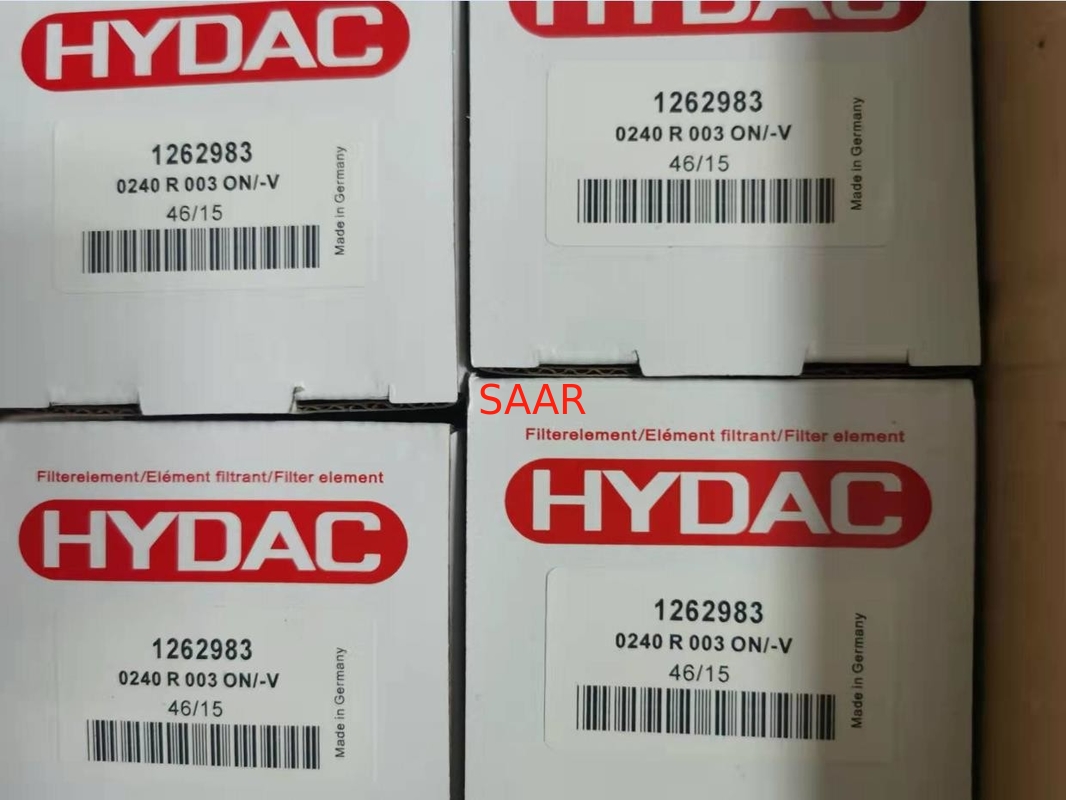 HYDAC
1262983
0240 R 003 ON/-V
46/15
Made in Germany
HYDAC
1262983
0240 R 003 ON/-V
46/15
Made in Germany
SAAR
Filterelement/Elément filtrant/Filter element
HYDAC
1262983
0240 R 003 ON/-V
46/15
Made in Germany
Filterelement/Elément filtrant/Filter element
HYDAC
1262983
0240 R 003 ON/-V
46/15
Made in Germany